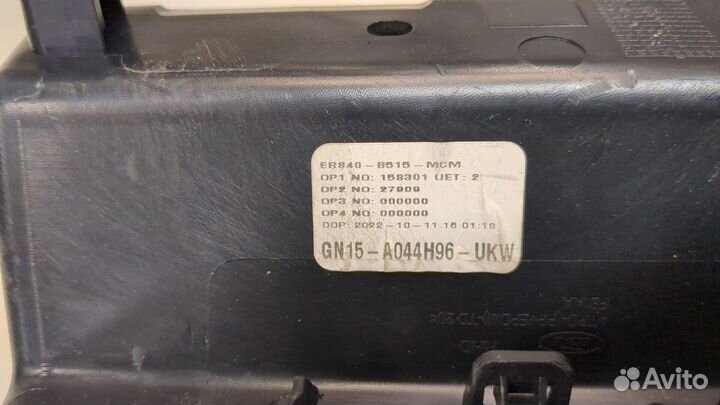 ER840-8515-MCM
OP1 NO: 158301 UET: 2
OP2 NO: 27909
OP3 NO: 000000
OP4 NO: 000000
DOP: 2022-10-11 16:01:18
GN15-A044H96-UKW
Avito